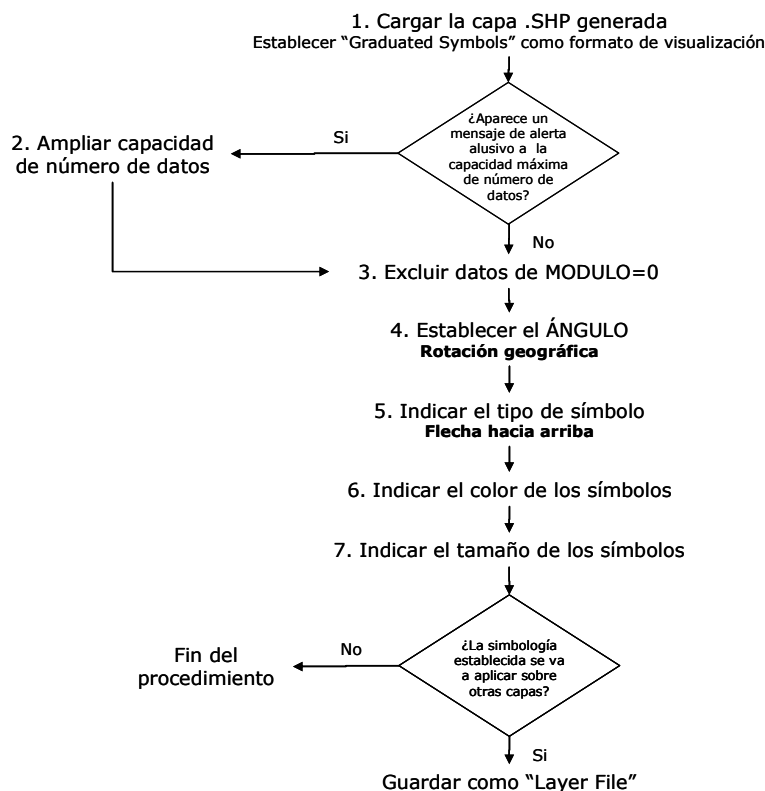 1. Cargar la capa .SHP generada
Establecer “Graduated Symbols” como formato de visualización
¿Aparece un
mensaje de alerta
alusivo a la
capacidad máxima
de número de
datos?
Si
2. Ampliar capacidad
de número de datos
No
3. Excluir datos de MODULO=0
4. Establecer el ÁNGULO
Rotación geográfica
5. Indicar el tipo de símbolo
Flecha hacia arriba
6. Indicar el color de los símbolos
7. Indicar el tamaño de los símbolos
¿La simbología
establecida se va
a aplicar sobre
otras capas?
No
Fin del
procedimiento
Si
Guardar como “Layer File”